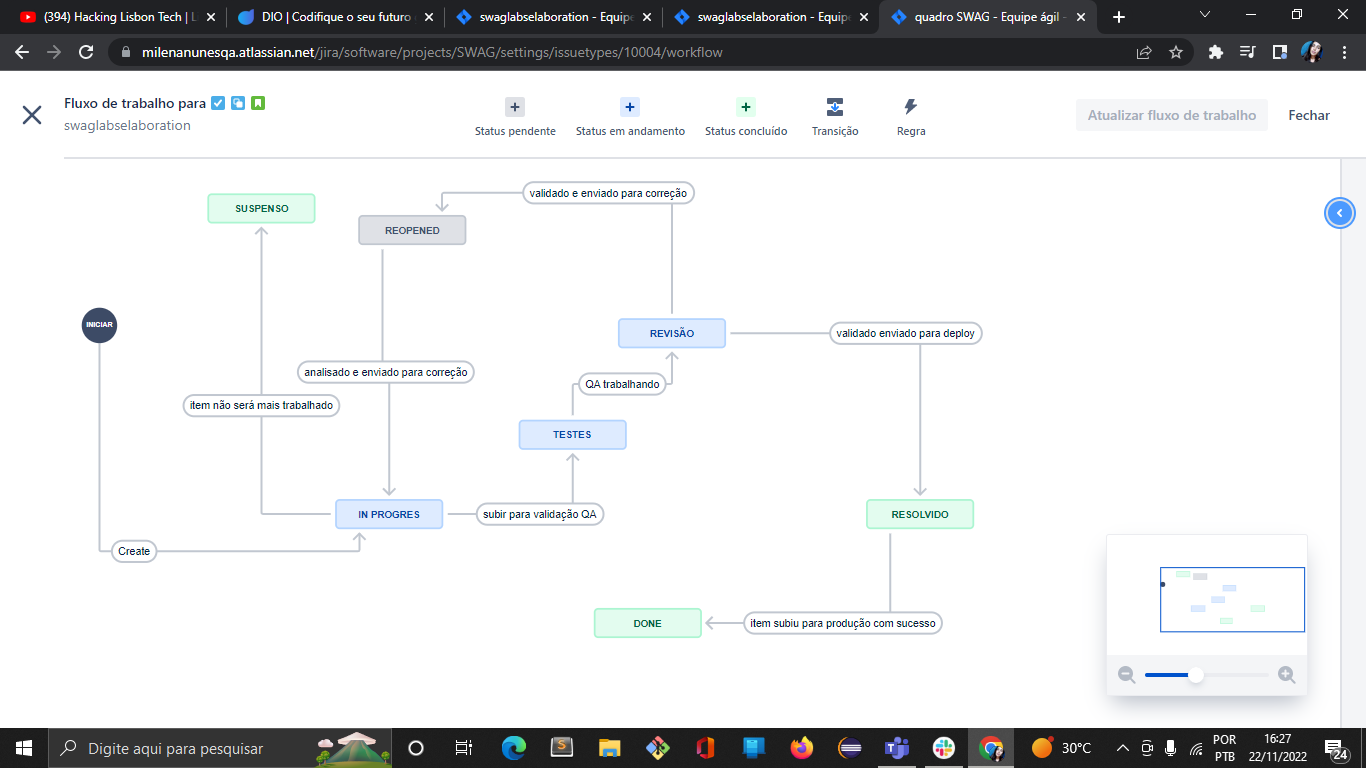 (394) Hacking Lisbon Tech | L
DIO | Codifique o seu futuro
swaglabselaboration - Equipe
swaglabselaboration - Equipe
quadro SWAG - Equipe ágil -
milenanunesqa.atlassian.net/jira/software/projects/SWAG/settings/issuetypes/10004/workflow
Fluxo de trabalho para
swaglabselaboration
Status pendente
Status em andamento
Status concluído
Transição
Regra
Atualizar fluxo de trabalho
Fechar
validado e enviado para correção
SUSPENSO
REOPENED
INICIAR
REVISÃO
validado enviado para deploy
analisado e enviado para correção
QA trabalhando
item não será mais trabalhado
TESTES
IN PROGRES
subir para validação QA
RESOLVIDO
Create
DONE
item subiu para produção com sucesso
Digite aqui para pesquisar
30°C
POR
PTB
16:27
22/11/2022
24